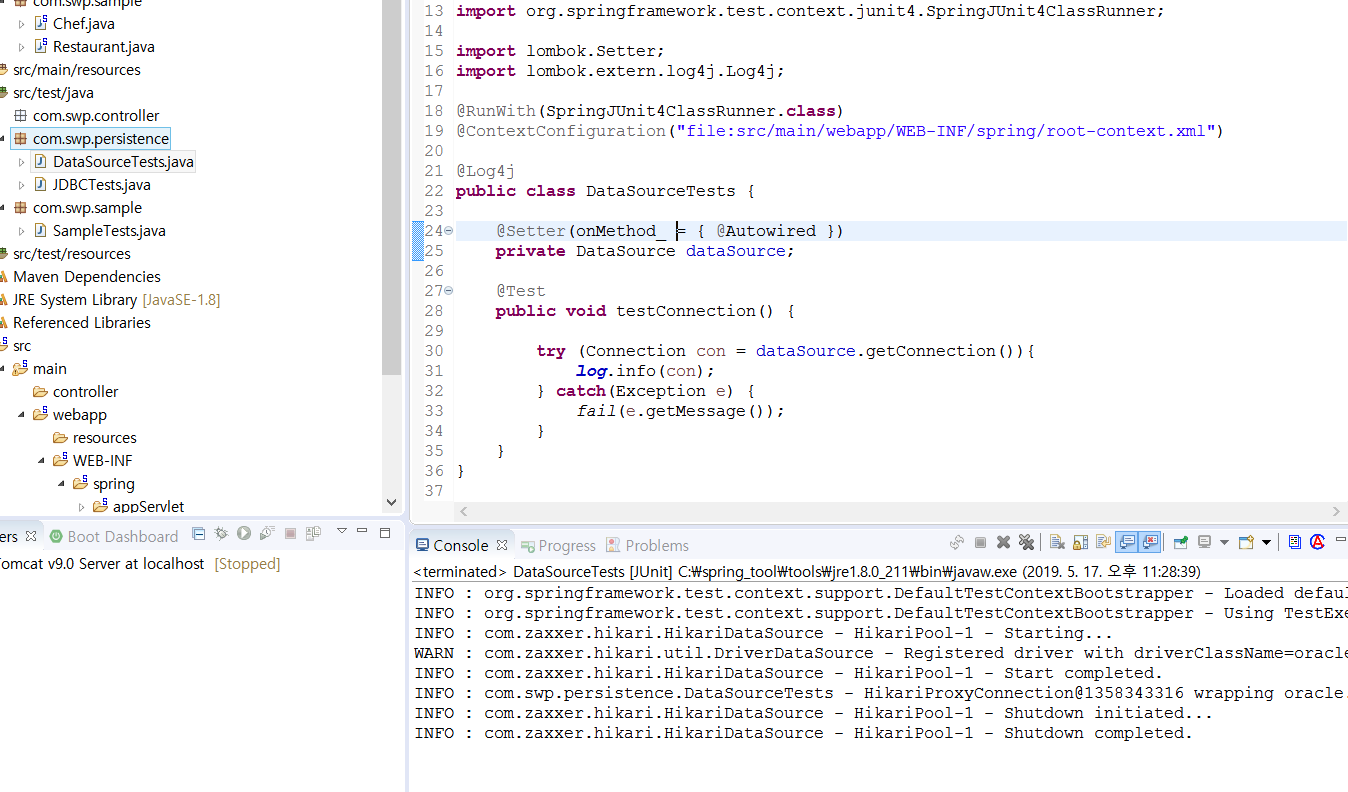 com.swp.sample
Chef.java
Restaurant.java
src/main/resources
src/test/java
com.swp.controller
com.swp.persistence
DataSourceTests.java
JDBCTests.java
com.swp.sample
SampleTests.java
src/test/resources
Maven Dependencies
JRE System Library [JavaSE-1.8]
Referenced Libraries
src
main
controller
webapp
resources
WEB-INF
spring
appServlet
13 import org.springframework.test.context.junit4.SpringJUnit4ClassRunner;
14
15 import lombok.Setter;
16 import lombok.extern.log4j.Log4j;
17
18 @RunWith(SpringJUnit4ClassRunner.class)
19 @ContextConfiguration("file:src/main/webapp/WEB-INF/spring/root-context.xml")
20
21 @Log4j
22 public class DataSourceTests {
23
24 @Setter(onMethod_ = { @Autowired })
25 private DataSource dataSource;
26
27 @Test
28 public void testConnection() {
29
30 try (Connection con = dataSource.getConnection()){
31 log.info(con);
32 } catch(Exception e) {
33 fail(e.getMessage());
34 }
35 }
36 }
37
ers Boot Dashboard
omcat v9.0 Server at localhost [Stopped]
Console Progress Problems
<terminated> DataSourceTests [JUnit] C:₩spring_tool₩tools₩jre1.8.0_211₩bin₩javaw.exe (2019. 5. 17. 오후 11:28:39)
INFO : org.springframework.test.context.support.DefaultTestContextBootstrapper - Loaded defau
INFO : org.springframework.test.context.support.DefaultTestContextBootstrapper - Using TestExe
INFO : com.zaxxer.hikari.HikariDataSource - HikariPool-1 - Starting...
WARN : com.zaxxer.hikari.util.DriverDataSource - Registered driver with driverClassName=oracle
INFO : com.zaxxer.hikari.HikariDataSource - HikariPool-1 - Start completed.
INFO : com.swp.persistence.DataSourceTests - HikariProxyConnection@1358343316 wrapping oracle.
INFO : com.zaxxer.hikari.HikariDataSource - HikariPool-1 - Shutdown initiated...
INFO : com.zaxxer.hikari.HikariDataSource - HikariPool-1 - Shutdown completed.